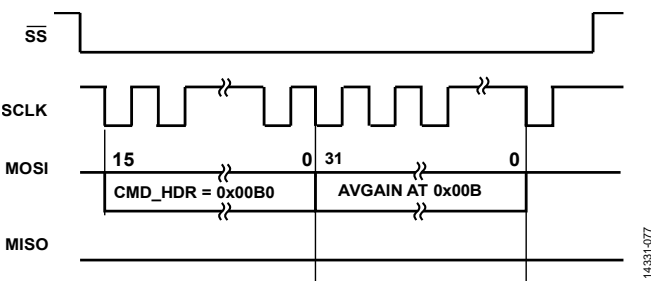 SS
SCLK
MOSI
15 0 31 0
CMD_HDR = 0x00B0 AVGAIN AT 0x00B
MISO
14331-077